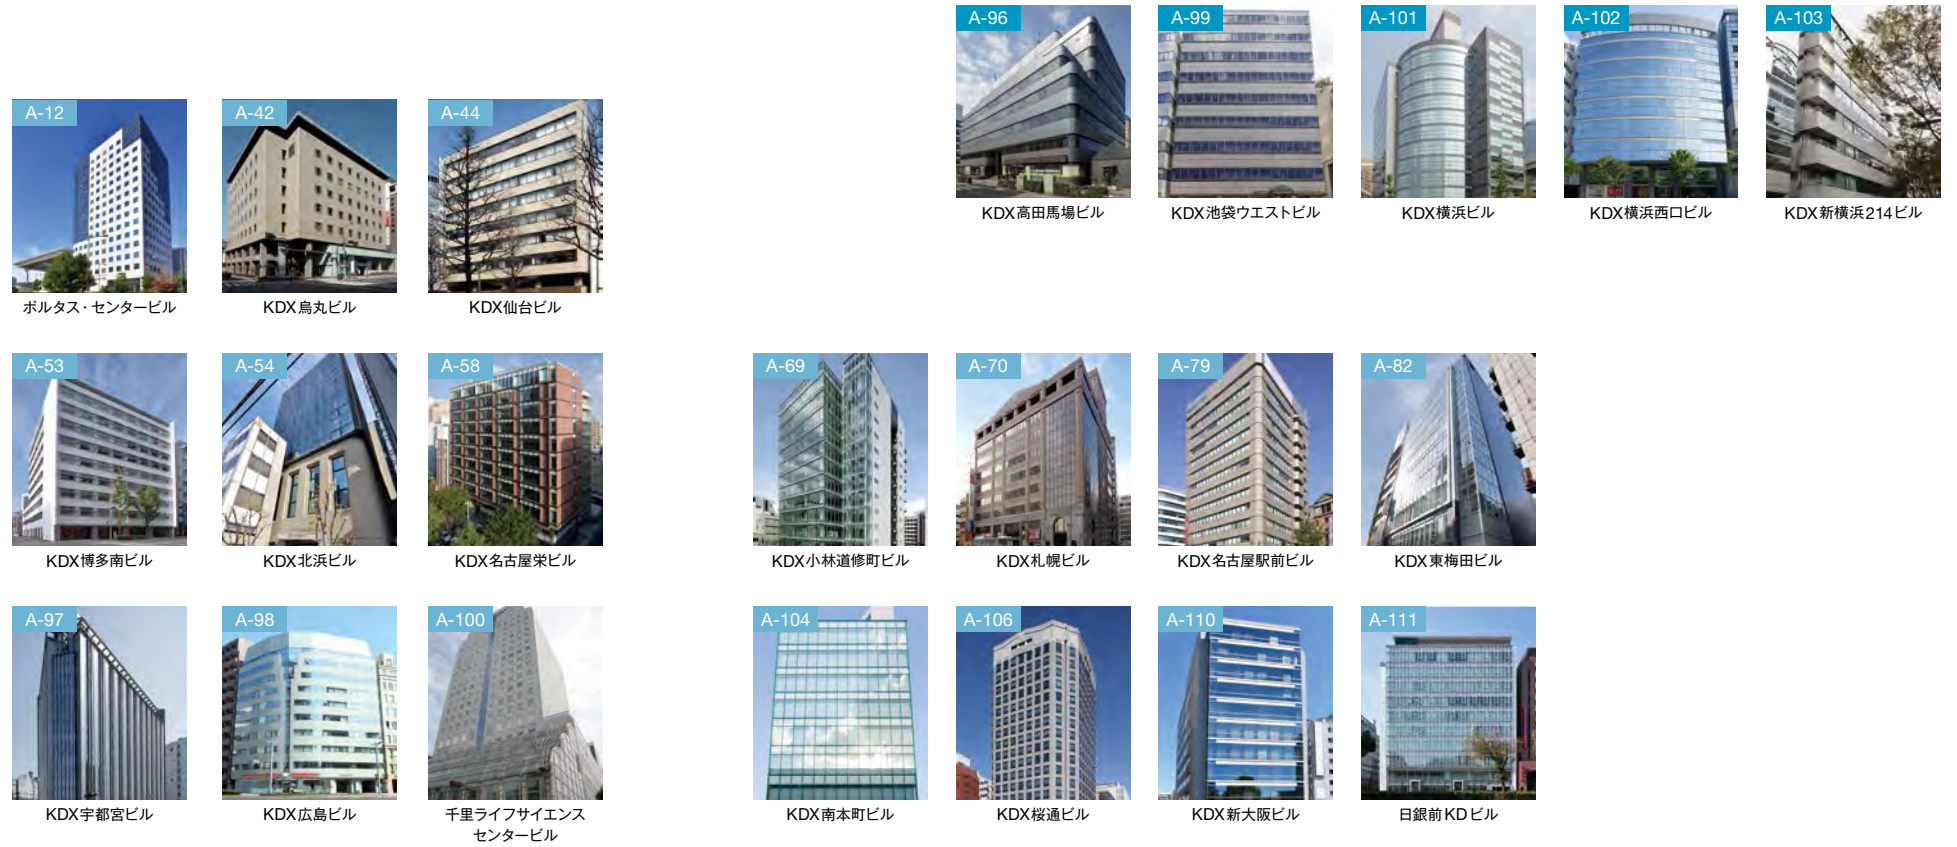 A-96
KDX高田馬場ビル
A-99
KDX池袋ウエストビル
A-101
KDX横浜ビル
A-102
KDX横浜西口ビル
A-103
KDX新横浜214ビル
A-12
ポルタス・センタービル
A-42
KDX烏丸ビル
A-44
KDX仙台ビル
A-53
KDX博多南ビル
A-54
KDX北浜ビル
A-58
KDX名古屋栄ビル
A-69
KDX小林道修町ビル
A-70
KDX札幌ビル
A-79
KDX名古屋駅前ビル
A-82
KDX東梅田ビル
A-97
KDX宇都宮ビル
A-98
KDX広島ビル
A-100
千里ライフサイエンス
センタービル
A-104
KDX南本町ビル
A-106
KDX桜通ビル
A-110
KDX新大阪ビル
A-111
日銀前KDビル